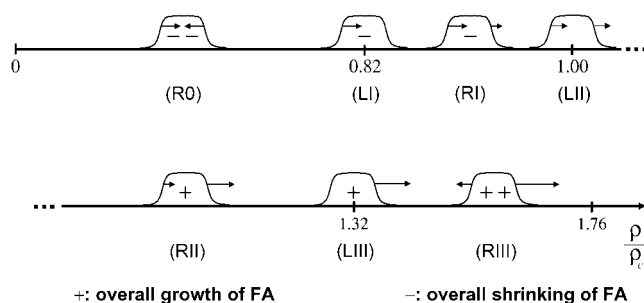 − − − −
0 0.82 1.00
(R0) (LI) (RI) (LII)
+ + + +
1.32 1.76
(RII) (LIII) (RIII) ρ/ρ
+: overall growth of FA −: overall shrinking of FA